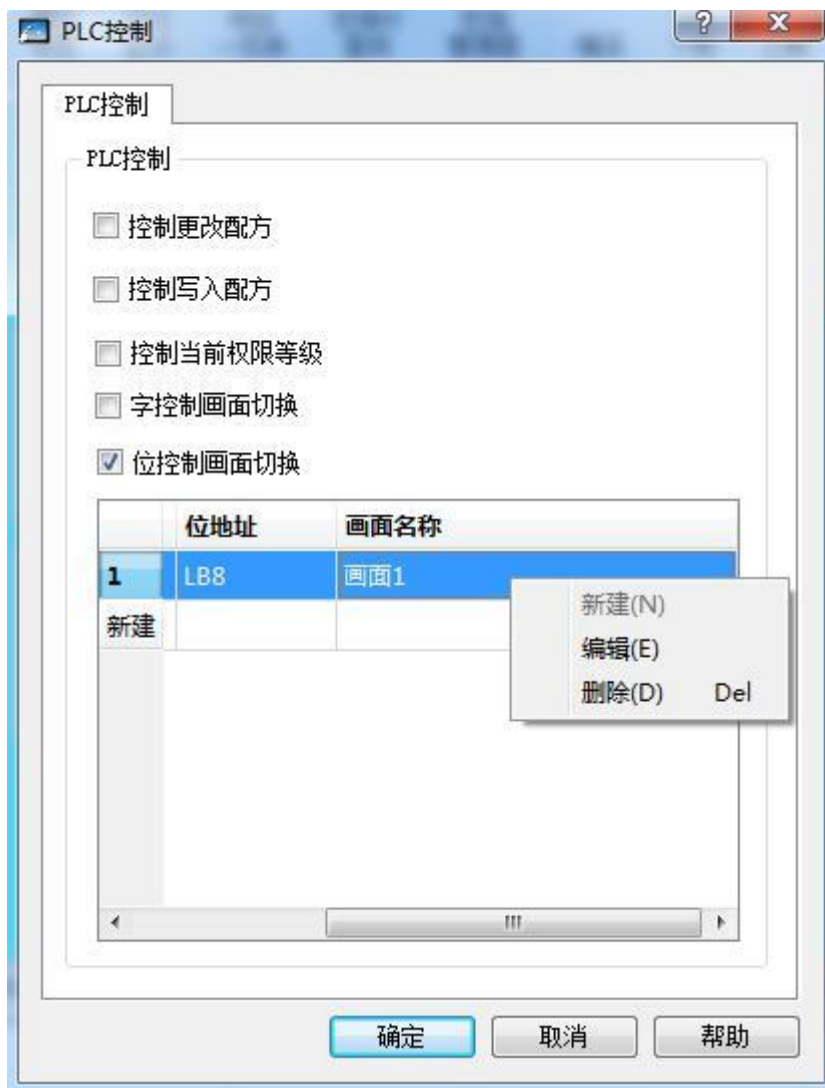 PLC控制
? X
PLC控制
PLC控制
控制更改配方
控制写入配方
控制当前权限等级
字控制画面切换
位控制画面切换
位地址 画面名称
1 LB8 画面1
新建
新建(N)
编辑(E)
删除(D) Del
确定 取消 帮助